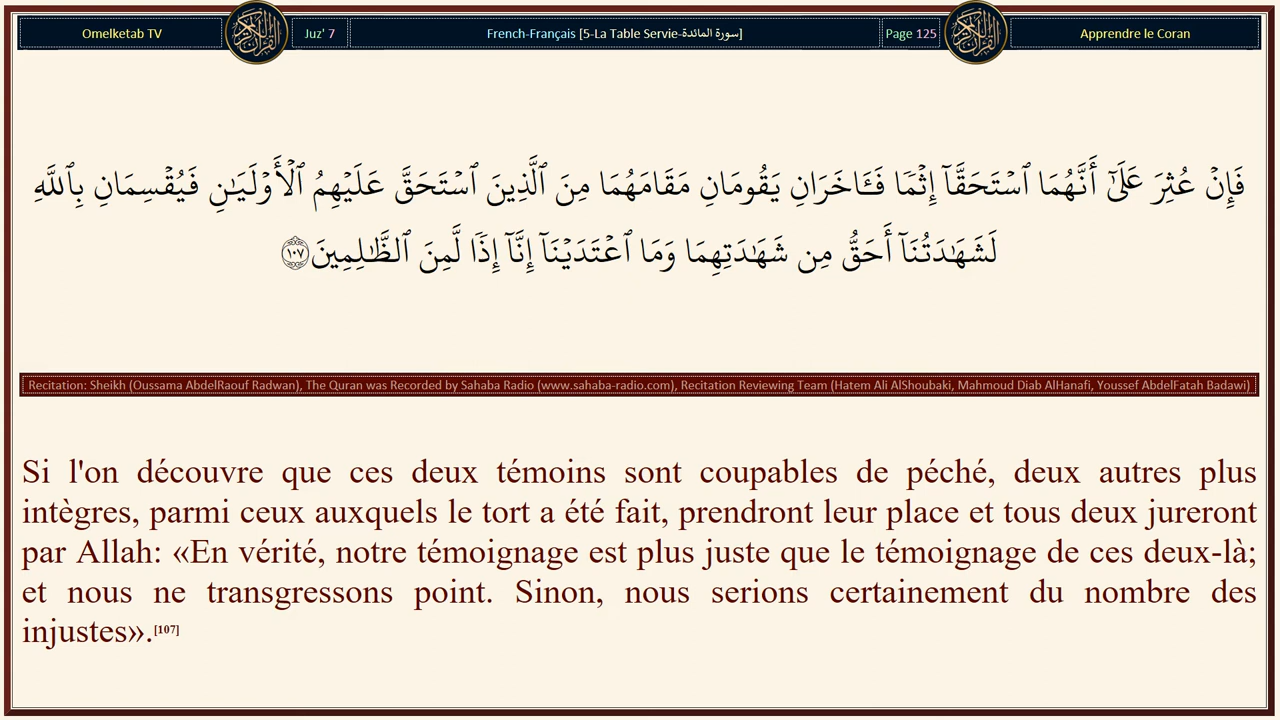 Omelketab TV
Juz' 7
French-Français [5-La Table Servie-سورة المائدة]
Page 125
Apprendre le Coran
فَإِنۡ عُثِرَ عَلَىٰٓ أَنَّهُمَا ٱسۡتَحَقَّآ إِثۡمٗا فَـَٔاخَرَانِ يَقُومَانِ مَقَامَهُمَا مِنَ ٱلَّذِينَ ٱسۡتَحَقَّ عَلَيۡهِمُ ٱلۡأَوۡلَيَٰنِ فَيُقۡسِمَانِ بِٱللَّهِ
لَشَهَٰدَتُنَآ أَحَقُّ مِن شَهَٰدَتِهِمَا وَمَا ٱعۡتَدَيۡنَآ إِنَّآ إِذٗا لَّمِنَ ٱلظَّٰلِمِينَ ١٠٧
Recitation: Sheikh (Oussama AbdelRaouf Radwan), The Quran was Recorded by Sahaba Radio (www.sahaba-radio.com), Recitation Reviewing Team (Hatem Ali AlShoubaki, Mahmoud Diab AlHanafi, Youssef AbdelFatah Badawi)
Si l'on découvre que ces deux témoins sont coupables de péché, deux autres plus
intègres, parmi ceux auxquels le tort a été fait, prendront leur place et tous deux jureront
par Allah: «En vérité, notre témoignage est plus juste que le témoignage de ces deux-là;
et nous ne transgressons point. Sinon, nous serions certainement du nombre des
injustes».[107]